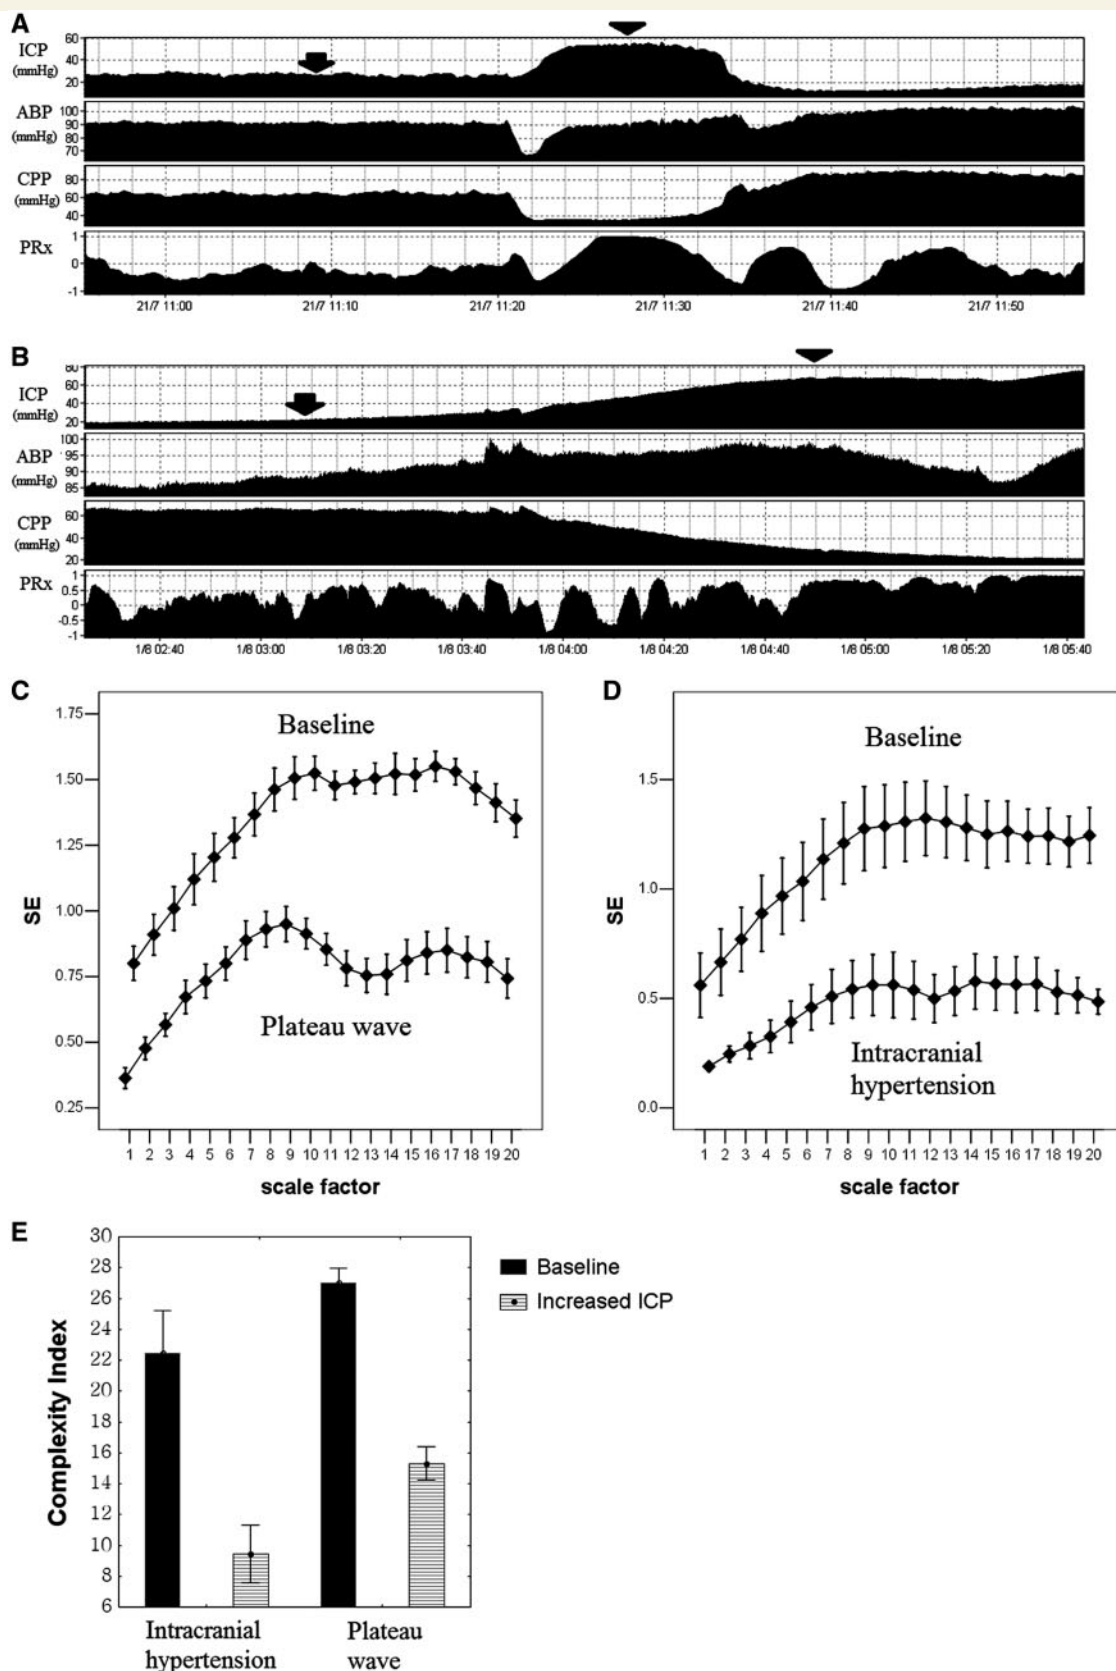 A
ICP
(mmHg)
60
40
20
ABP
(mmHg)
100
90
80
70
CPP
(mmHg)
80
60
40
PRx
1
0
-1
21/7 11:00 21/7 11:10 21/7 11:20 21/7 11:30 21/7 11:40 21/7 11:50
B
ICP
(mmHg)
80
60
40
20
ABP
(mmHg)
100
95
90
85
CPP
(mmHg)
60
40
20
PRx
1
0.5
0
-0.5
-1
1/8 02:40 1/8 03:00 1/8 03:20 1/8 03:40 1/8 04:00 1/8 04:20 1/8 04:40 1/8 05:00 1/8 05:20 1/8 05:40
C
SE
1.75
1.50
1.25
1.00
0.75
0.50
0.25
Baseline
Plateau wave
1 2 3 4 5 6 7 8 9 10 11 12 13 14 15 16 17 18 19 20
scale factor
D
SE
1.5
1.0
0.5
0.0
Baseline
Intracranial
hypertension
1 2 3 4 5 6 7 8 9 10 11 12 13 14 15 16 17 18 19 20
scale factor
E
Complexity Index
30
28
26
24
22
20
18
16
14
12
10
8
6
Intracranial
hypertension
Plateau
wave
Baseline
Increased ICP